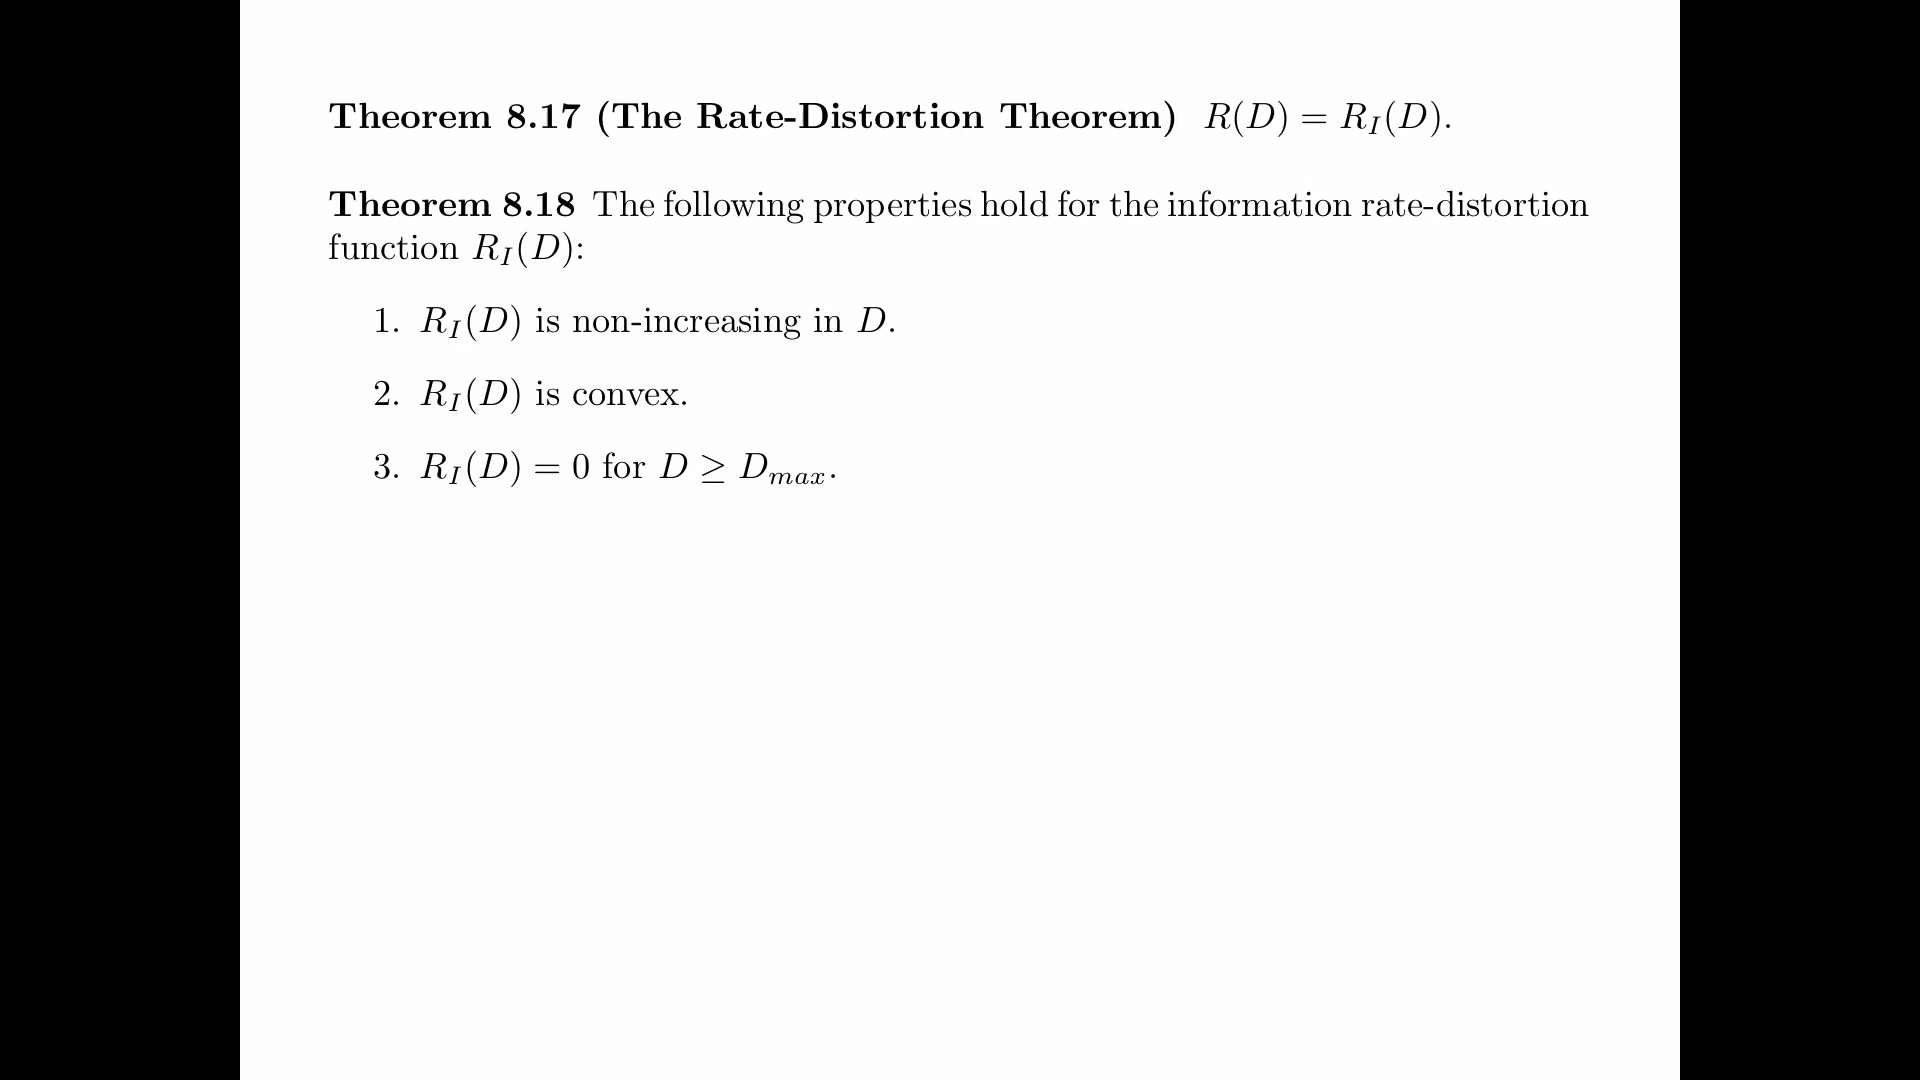 Theorem 8.17 (The Rate-Distortion Theorem) R(D) = R_I(D).
Theorem 8.18 The following properties hold for the information rate-distortion
function R_I(D):
1. R_I(D) is non-increasing in D.
2. R_I(D) is convex.
3. R_I(D) = 0 for D ≥ D_max.